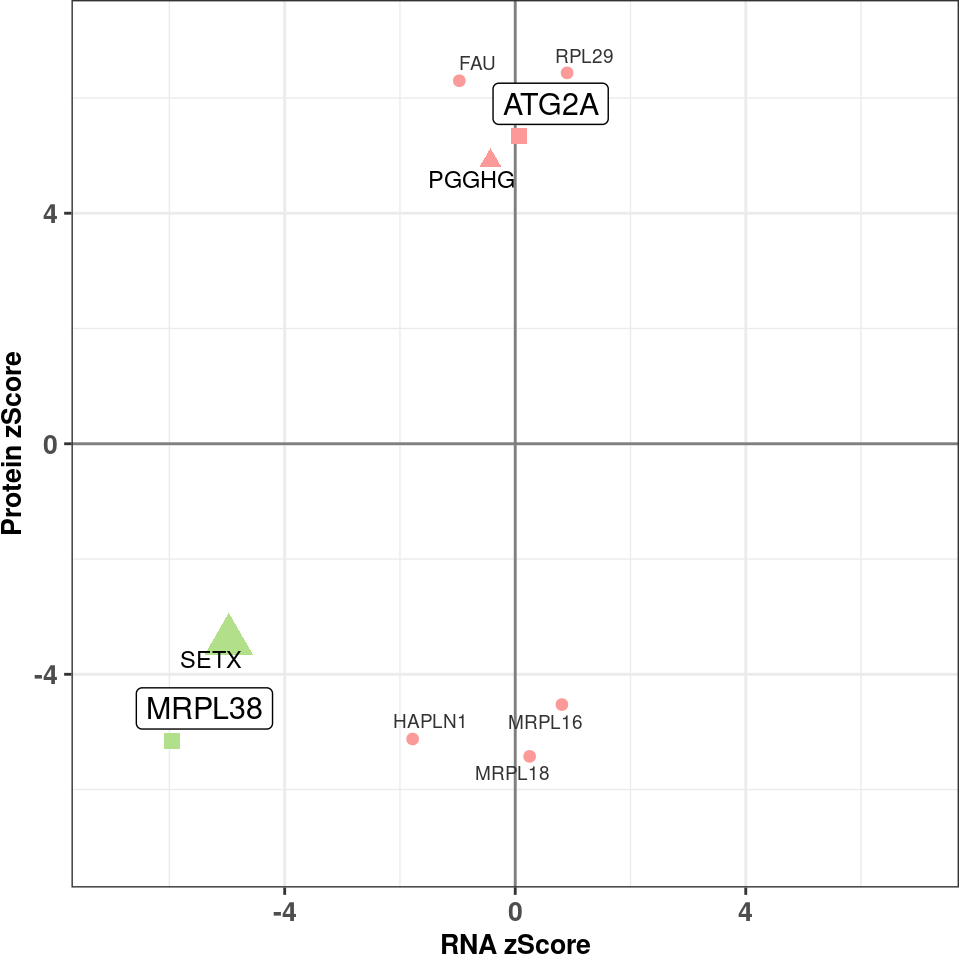 FAU
RPL29
ATG2A
PGGHG
4
0
-4
SETX
MRPL38
HAPLN1
MRPL16
MRPL18
-4
0
4
RNA zScore
Protein zScore